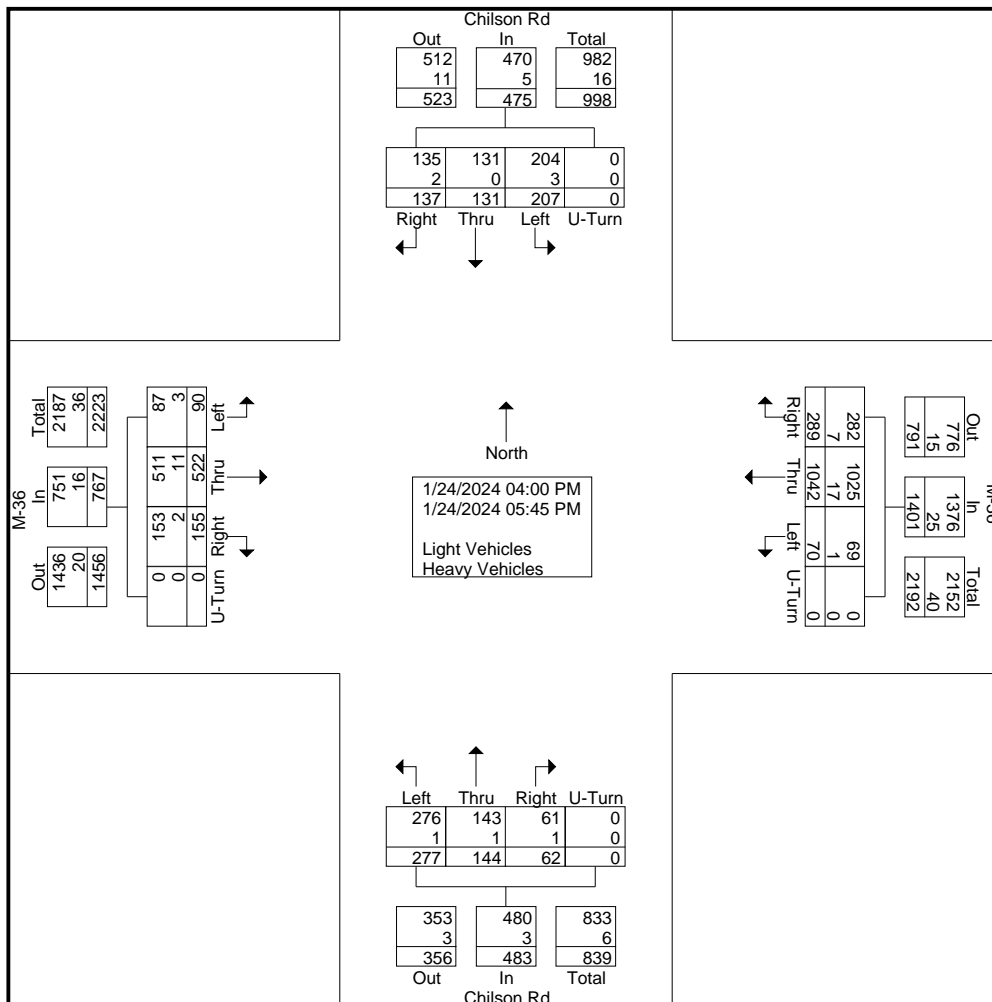 Chilson Rd
Out In Total
512 470 982
11 5 16
523 475 998
135 131 204 0
2 0 3 0
137 131 207 0
Right Thru Left U-Turn
M-36
Total In Out
2187 751 1436
36 16 20
2223 767 1456
87 511 153 0
3 11 2 0
90 522 155 0
Left Thru Right U-Turn
North
1/24/2024 04:00 PM
1/24/2024 05:45 PM
Light Vehicles
Heavy Vehicles
Right Thru Left U-Turn
282 1025 69 0
7 17 1 0
289 1042 70 0
Out In Total
776 1376 2152
15 25 40
791 1401 2192
Left Thru Right U-Turn
276 143 61 0
1 1 1 0
277 144 62 0
353 480 833
3 3 6
356 483 839
Out In Total
Chilson Rd